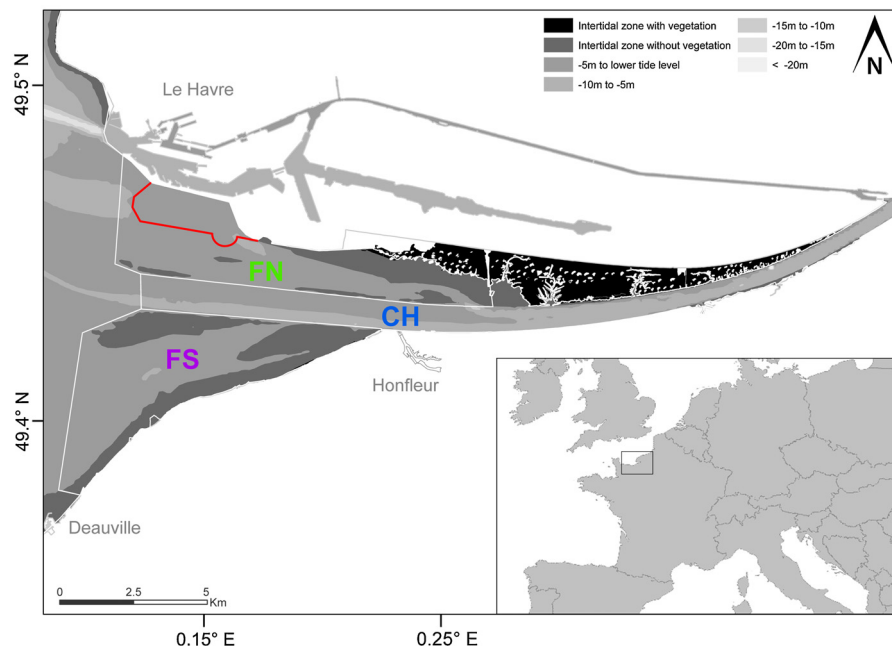 Intertidal zone with vegetation
Intertidal zone without vegetation
-5m to lower tide level
-10m to -5m
-15m to -10m
-20m to -15m
< -20m
N
49.5° N
Le Havre
FN
CH
FS
Honfleur
49.4° N
Deauville
0 2.5 5
Km
0.15° E
0.25° E